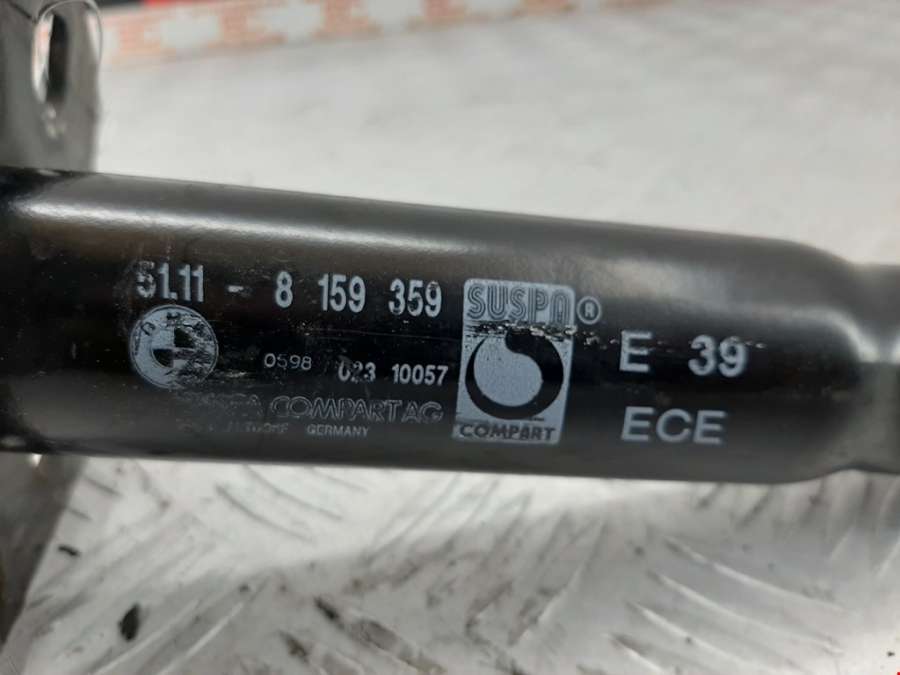 51.11 - 8 159 359
0598 023 10057
COMPART AG
GERMANY
SUSPA ®
COMPART
E 39
ECE